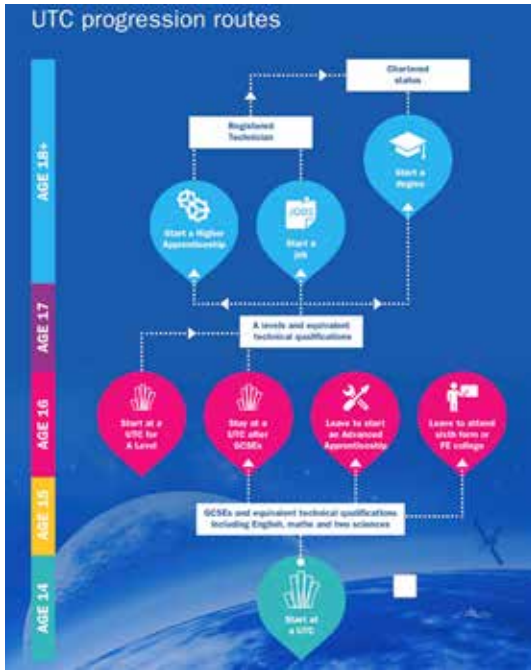 UTC progression routes
Chartered
status
AGE 18+
Registered
Technician
Start a
degree
Start a Higher
Apprenticeship
JOBS
Start a
job
AGE 17
A levels and equivalent
technical qualifications
AGE 16
Start at a
UTC for
A Level
Stay at a
UTC after
GCSEs
Leave to start
an Advanced
Apprenticeship
Leave to attend
sixth form or
FE college
AGE 15
GCSEs and equivalent technical qualifications
including English, maths and two sciences
AGE 14
Start at
a UTC